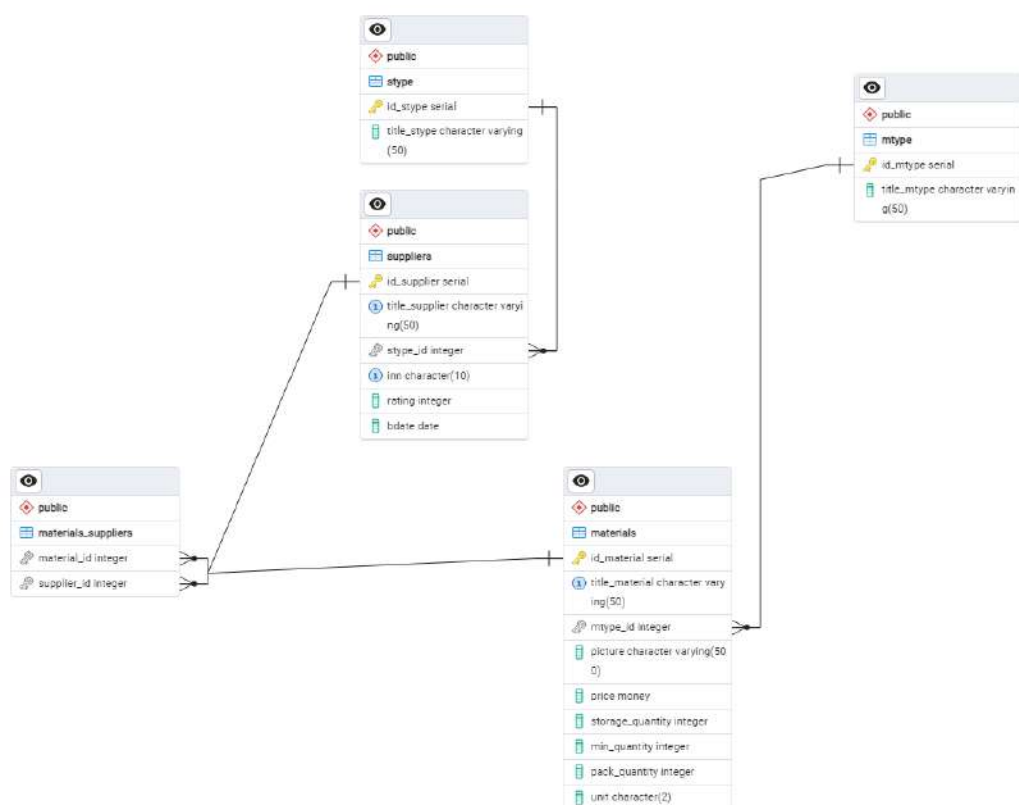 public
stype
id_stype serial
title_stype character varying
(50)
public
suppliers
id_supplier serial
title_supplier character varyi
ng(50)
stype_id integer
inn character(10)
rating integer
bdate date
public
mtype
id_mtype serial
title_mtype character varyin
g(50)
public
materials_suppliers
material_id integer
supplier_id integer
public
materials
id_material serial
title_material character vary
ing(50)
mtype_id integer
picture character varying(50
0)
price money
storage_quantity integer
min_quantity integer
pack_quantity integer
unit character(2)